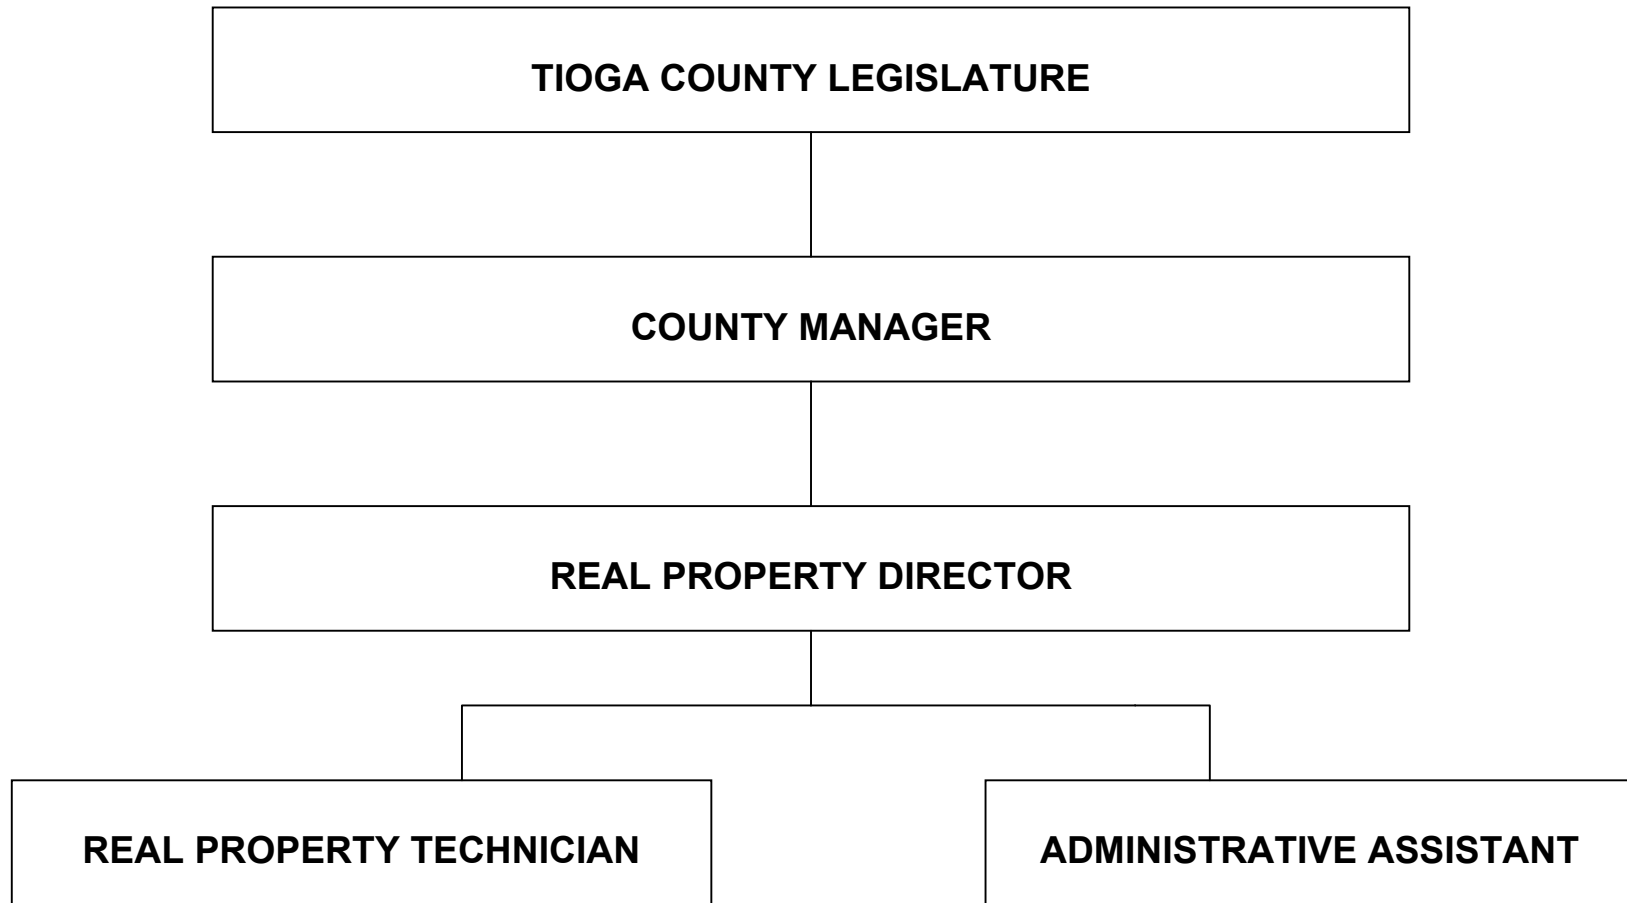 TIOGA COUNTY LEGISLATURE
COUNTY MANAGER
REAL PROPERTY DIRECTOR
REAL PROPERTY TECHNICIAN
ADMINISTRATIVE ASSISTANT